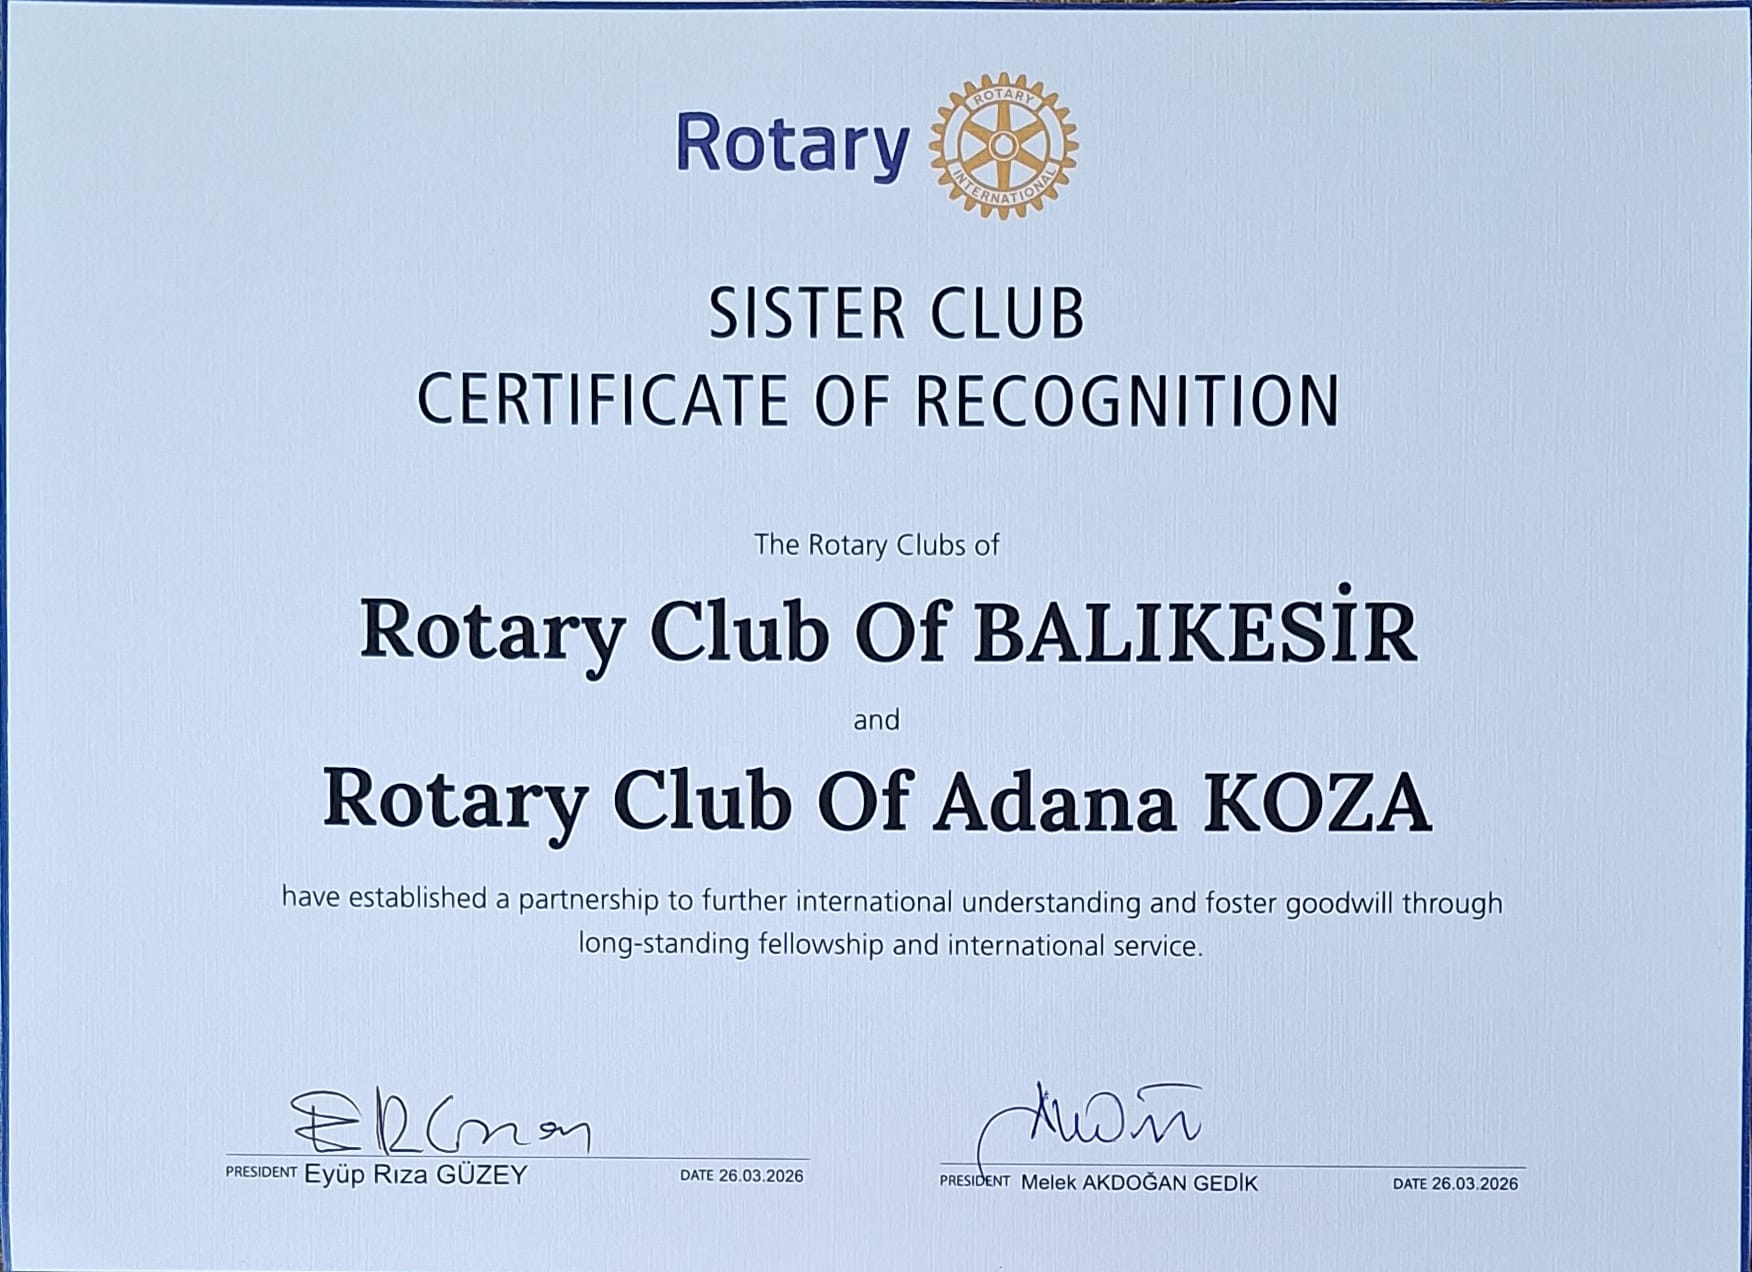 Rotary
ROTARY
INTERNATIONAL
SISTER CLUB
CERTIFICATE OF RECOGNITION
The Rotary Clubs of
Rotary Club Of BALIKESİR
and
Rotary Club Of Adana KOZA
have established a partnership to further international understanding and foster goodwill through
long-standing fellowship and international service.
PRESIDENT Eyüp Rıza GÜZEY DATE 26.03.2026
PRESIDENT Melek AKDOĞAN GEDİK DATE 26.03.2026